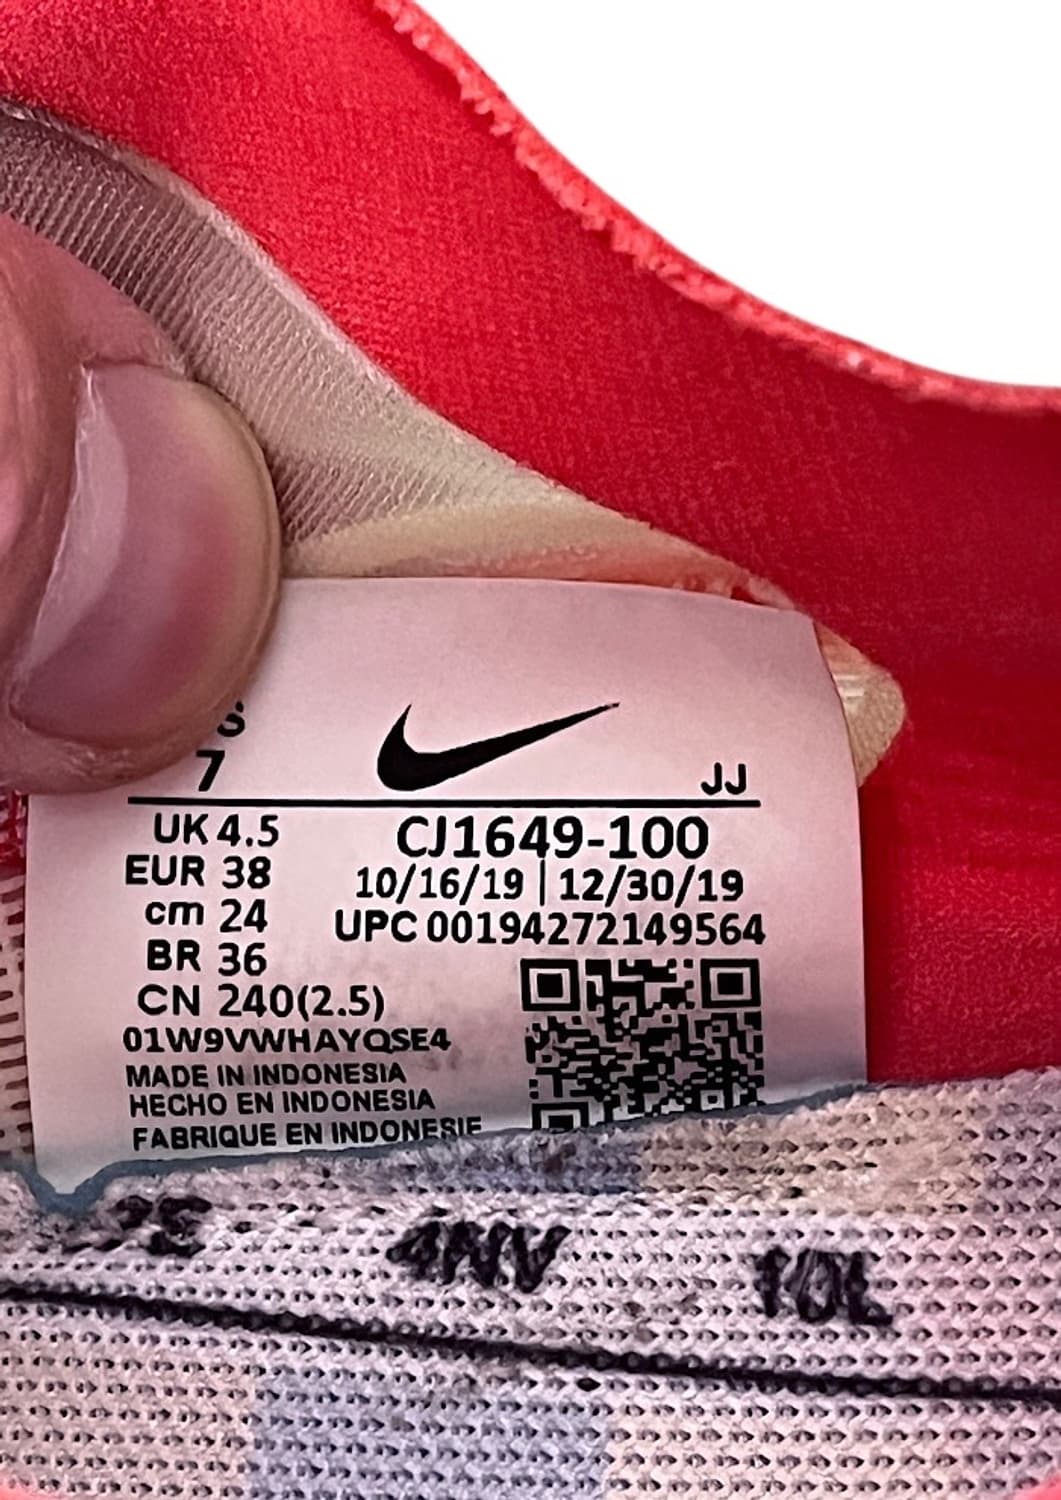 S
7
JJ
UK 4.5
EUR 38
cm 24
BR 36
CN 240(2.5)
CJ1649-100
10/16/19 | 12/30/19
UPC 00194272149564
01W9VWHAYQSE4
MADE IN INDONESIA
HECHO EN INDONESIA
FABRIQUE EN INDONESIE